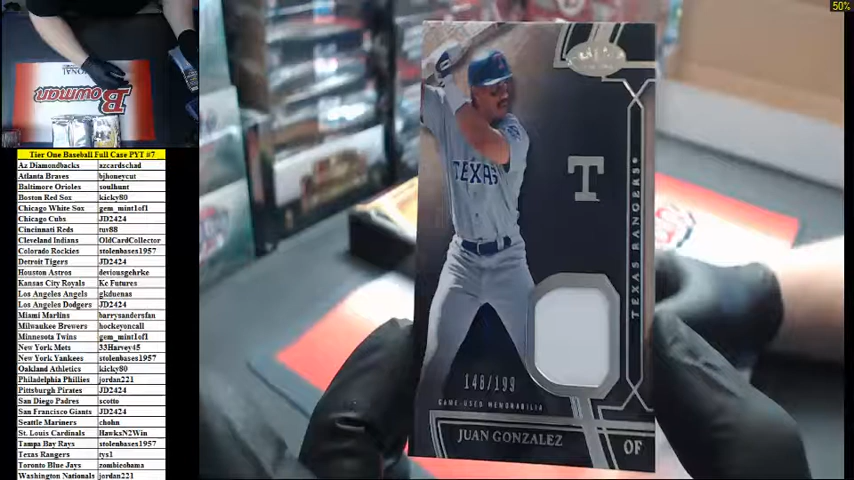 50%
BOWMAN
Tier One Baseball Full Case PYT #7
Az Diamondbacks azcardschad
Atlanta Braves bjhoneycut
Baltimore Orioles soulhunt
Boston Red Sox kicky80
Chicago White Sox gem_mint1of1
Chicago Cubs JD2424
Cincinnati Reds tuv88
Cleveland Indians OldCardCollector
Colorado Rockies stolenbases1957
Detroit Tigers JD2424
Houston Astros deviousgehrke
Kansas City Royals Kc Futures
Los Angeles Angels gkduenas
Los Angeles Dodgers JD2424
Miami Marlins barrysandersfan
Milwaukee Brewers hockeyoncall
Minnesota Twins gem_mint1of1
New York Mets 33Harvey45
New York Yankees stolenbases1957
Oakland Athletics kicky80
Philadelphia Phillies jordan221
Pittsburgh Pirates JD2424
San Diego Padres scotto
San Francisco Giants JD2424
Seattle Mariners chohn
St. Louis Cardinals HawksN2Win
Tampa Bay Rays stolenbases1957
Texas Rangers tys1
Toronto Blue Jays zombieobama
Washington Nationals jordan221
TEXAS
T
TEXAS RANGERS®
148/199
GAME-USED MEMORABILIA
JUAN GONZALEZ
OF